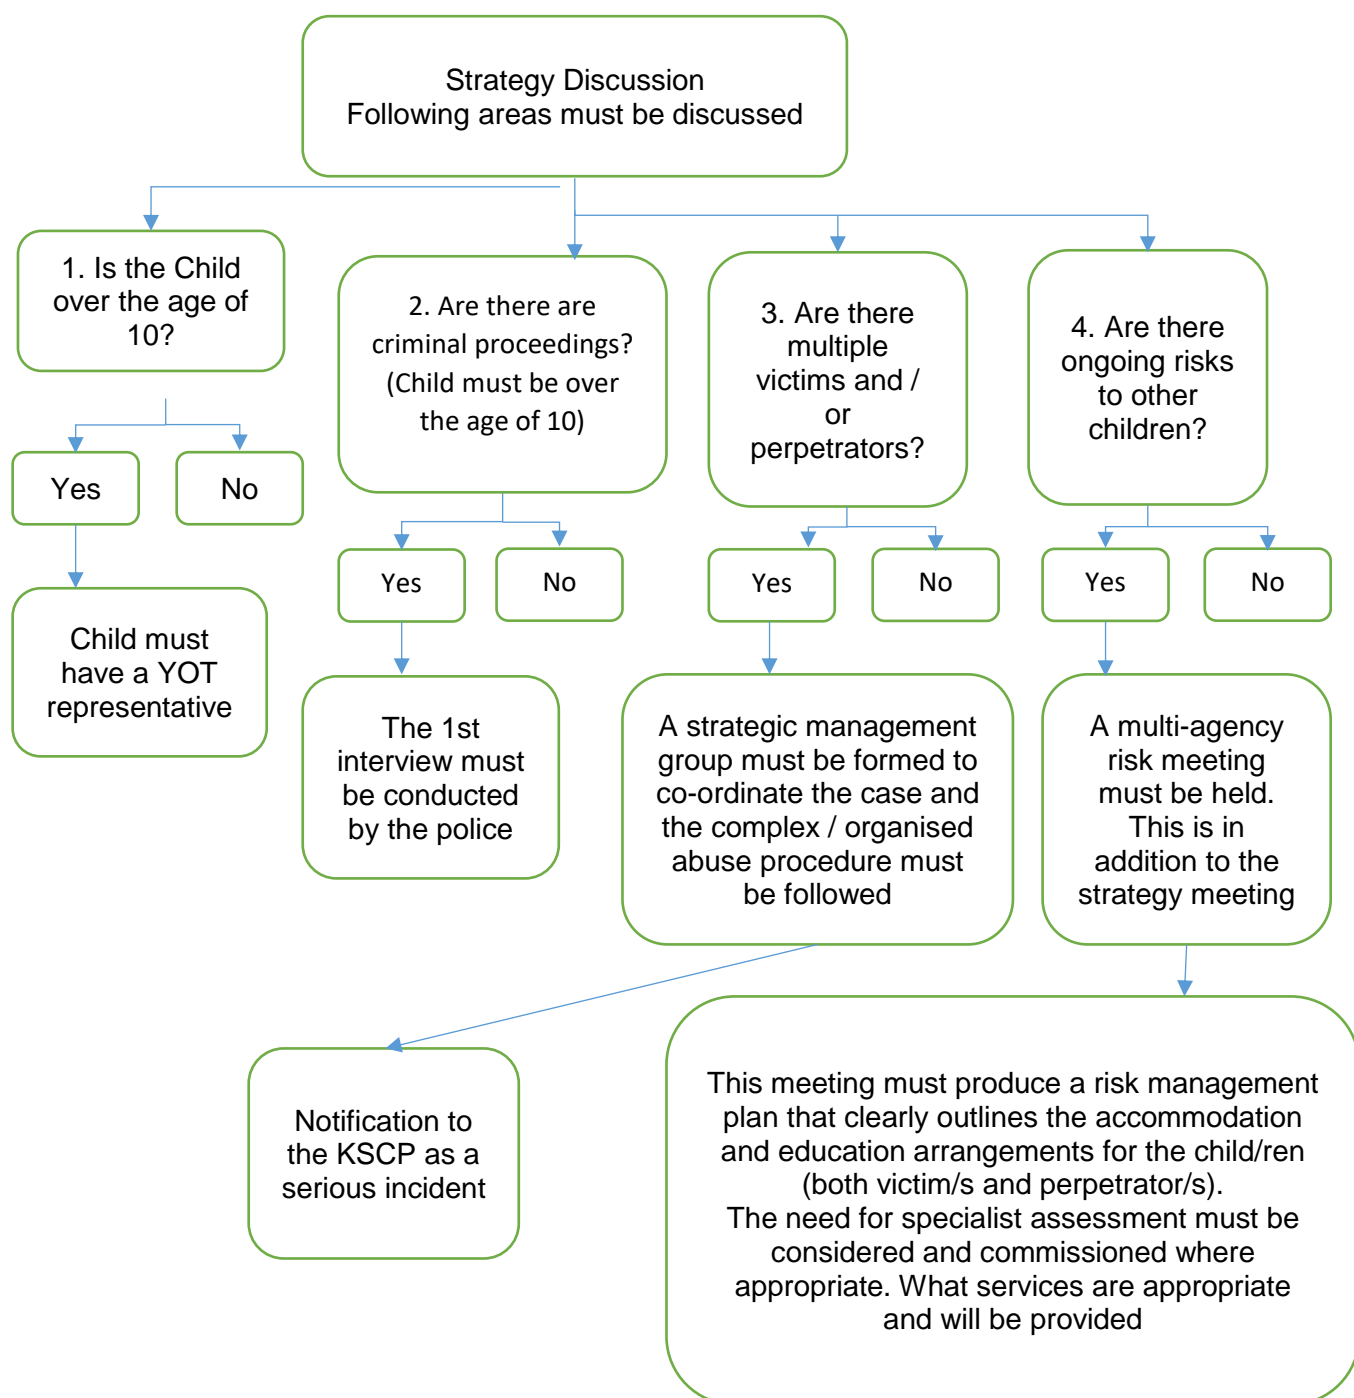 Strategy Discussion
Following areas must be discussed
1. Is the Child
over the age of
10?
2. Are there are
criminal proceedings?
(Child must be over
the age of 10)
3. Are there
multiple
victims and /
or
perpetrators?
4. Are there
ongoing risks
to other
children?
Yes
No
Yes
No
Yes
No
Yes
No
Child must
have a YOT
representative
The 1st
interview must
be conducted
by the police
A strategic management
group must be formed to
co-ordinate the case and
the complex / organised
abuse procedure must
be followed
A multi-agency
risk meeting
must be held.
This is in
addition to the
strategy meeting
Notification to
the KSCP as a
serious incident
This meeting must produce a risk management
plan that clearly outlines the accommodation
and education arrangements for the child/ren
(both victim/s and perpetrator/s).
The need for specialist assessment must be
considered and commissioned where
appropriate. What services are appropriate
and will be provided